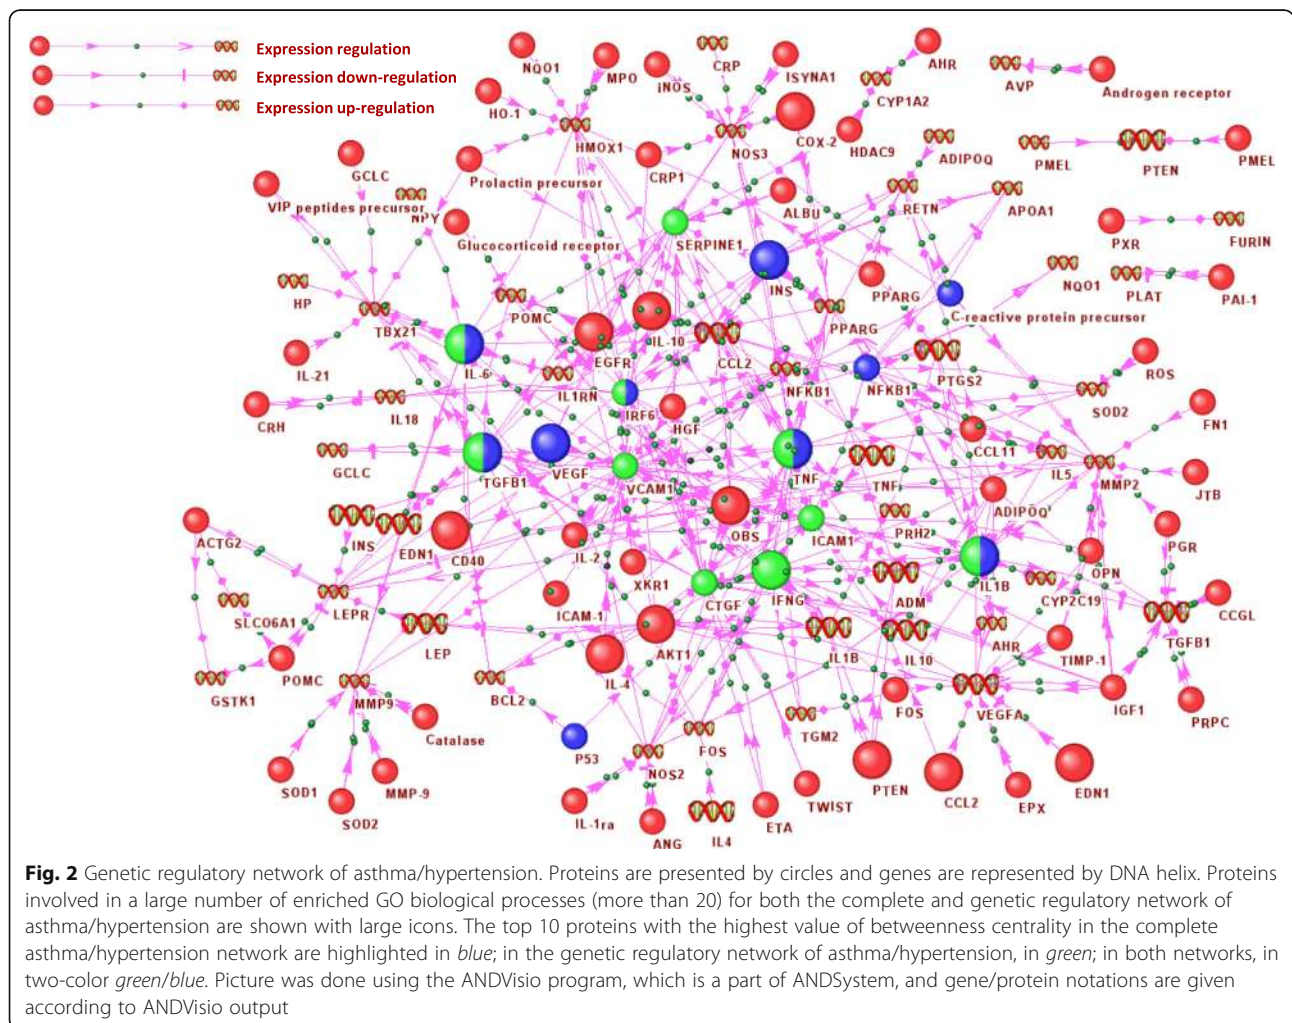 Expression regulation
Expression down-regulation
Expression up-regulation
NQO1
MPO
HO-1
HMOX1
iNOS
CRP
ISYNA1
NOS3
COX-2
AHR
CYP1A2
HDAC9
AVP
Androgen receptor
ADIPOQ
PMEL
PTEN
PMEL
GCLC
VIP peptides precursor
NPY
Prolactin precursor
CRP1
ALBU
RETN
APOA1
Glucocorticoid receptor
SERPINE1
PXR
FURIN
HP
TBX21
POMC
INS
PPARG
C-reactive protein precursor
NQO1
PLAT
PAI-1
IL-21
IL-6
EGFR
IL-10
CCL2
PPARG
PTGS2
ROS
CRH
IL18
IL1RN
IRF6
HGF
NFKB1
NFKB1
SOD2
FN1
GCLC
TGFB1
VEGF
VCAM1
TNF
TNF
CCL11
IL5
MMP2
JTB
ACTG2
INS
EDN1
CD40
IL-2
OBS
ICAM1
PRH2
ADIPOQ
PGR
SLCO6A1
LEPR
ICAM-1
XKR1
CTGF
IFNG
ADM
IL1B
OPN
CYP2C19
CCGL
TGFB1
GSTK1
POMC
LEP
AKT1
IL-4
IL1B
IL10
AHR
TIMP-1
MMP9
Catalase
BCL2
P53
FOS
TGM2
FOS
VEGFA
IGF1
PRPC
SOD1
SOD2
MMP-9
NOS2
IL-1ra
ANG
IL4
ETA
TWIST
PTEN
CCL2
EPX
EDN1
Fig. 2 Genetic regulatory network of asthma/hypertension. Proteins are presented by circles and genes are represented by DNA helix. Proteins
involved in a large number of enriched GO biological processes (more than 20) for both the complete and genetic regulatory network of
asthma/hypertension are shown with large icons. The top 10 proteins with the highest value of betweenness centrality in the complete
asthma/hypertension network are highlighted in blue; in the genetic regulatory network of asthma/hypertension, in green; in both networks, in
two-color green/blue. Picture was done using the ANDVisio program, which is a part of ANDSystem, and gene/protein notations are given
according to ANDVisio output